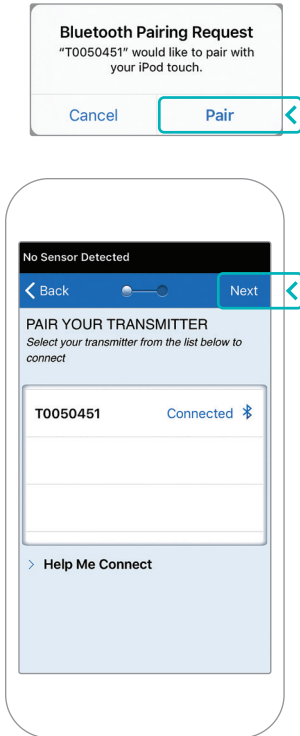 Bluetooth Pairing Request
“T0050451” would like to pair with
your iPod touch.
Cancel Pair
No Sensor Detected
Back Next
PAIR YOUR TRANSMITTER
Select your transmitter from the list below to
connect
T0050451 Connected
> Help Me Connect